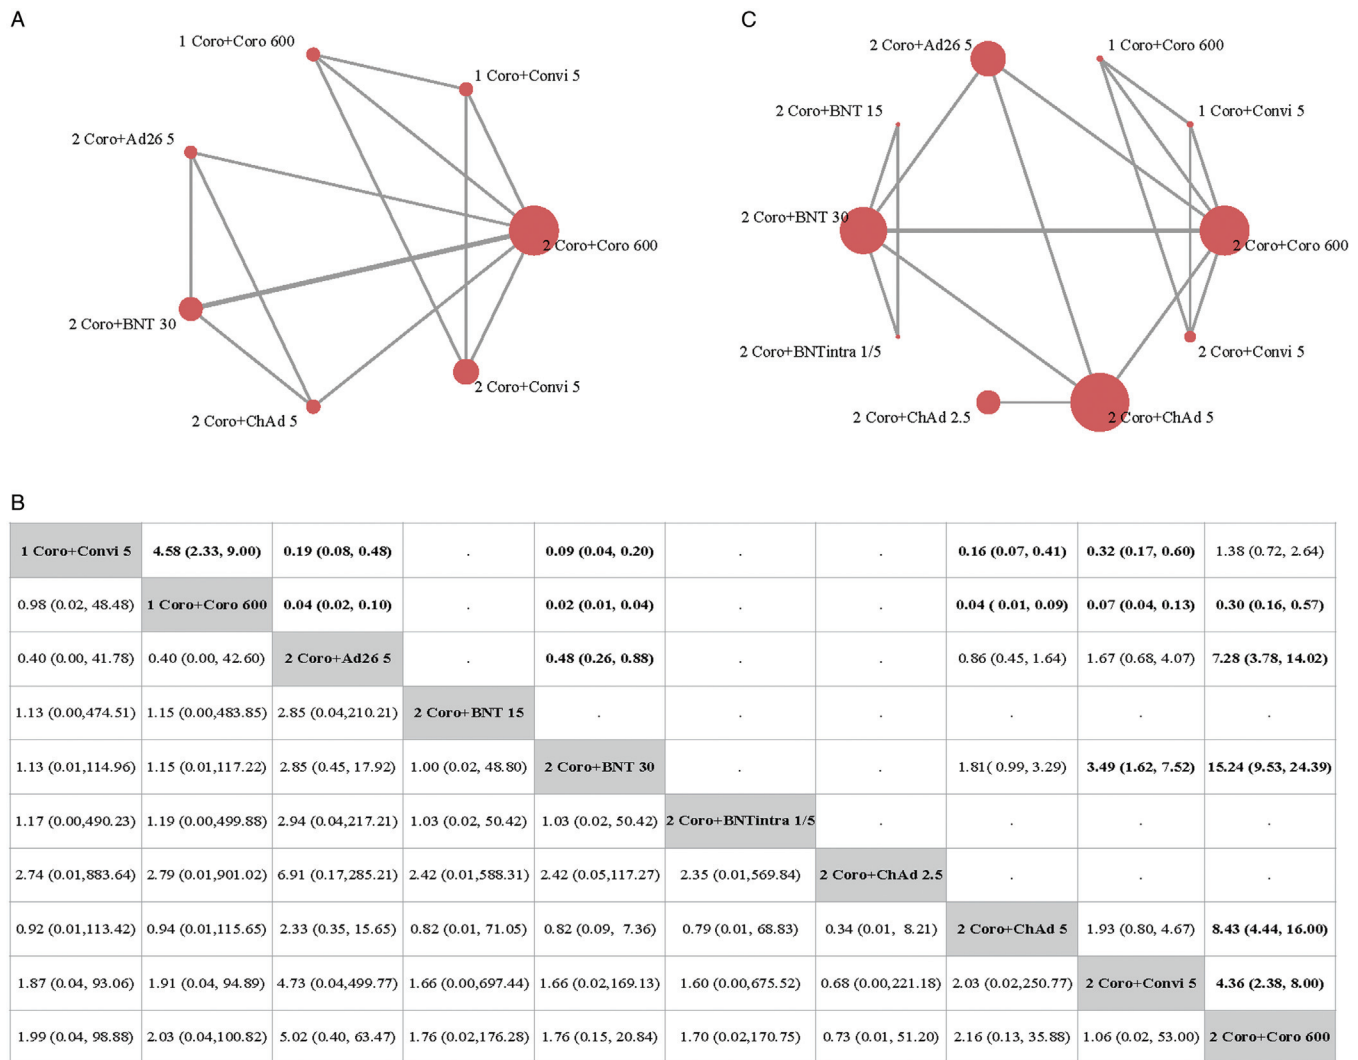 A
1 Coro+Coro 600
1 Coro+Convi 5
2 Coro+Ad26 5
2 Coro+Coro 600
2 Coro+BNT 30
2 Coro+Convi 5
2 Coro+ChAd 5
C
2 Coro+Ad26 5
1 Coro+Coro 600
2 Coro+BNT 15
1 Coro+Convi 5
2 Coro+BNT 30
2 Coro+Coro 600
2 Coro+BNTintra 1/5
2 Coro+Convi 5
2 Coro+ChAd 2.5
2 Coro+ChAd 5
B
1 Coro+Convi 5 4.58 (2.33, 9.00) 0.19 (0.08, 0.48) . 0.09 (0.04, 0.20) . . 0.16 (0.07, 0.41) 0.32 (0.17, 0.60) 1.38 (0.72, 2.64)
0.98 (0.02, 48.48) 1 Coro+Coro 600 0.04 (0.02, 0.10) . 0.02 (0.01, 0.04) . . 0.04 ( 0.01, 0.09) 0.07 (0.04, 0.13) 0.30 (0.16, 0.57)
0.40 (0.00, 41.78) 0.40 (0.00, 42.60) 2 Coro+Ad26 5 . 0.48 (0.26, 0.88) . . 0.86 (0.45, 1.64) 1.67 (0.68, 4.07) 7.28 (3.78, 14.02)
1.13 (0.00,474.51) 1.15 (0.00,483.85) 2.85 (0.04,210.21) 2 Coro+BNT 15 . . . . . .
1.13 (0.01,114.96) 1.15 (0.01,117.22) 2.85 (0.45, 17.92) 1.00 (0.02, 48.80) 2 Coro+BNT 30 . . 1.81( 0.99, 3.29) 3.49 (1.62, 7.52) 15.24 (9.53, 24.39)
1.17 (0.00,490.23) 1.19 (0.00,499.88) 2.94 (0.04,217.21) 1.03 (0.02, 50.42) 1.03 (0.02, 50.42) 2 Coro+BNTintra 1/5 . . . .
2.74 (0.01,883.64) 2.79 (0.01,901.02) 6.91 (0.17,285.21) 2.42 (0.01,588.31) 2.42 (0.05,117.27) 2.35 (0.01,569.84) 2 Coro+ChAd 2.5 . . .
0.92 (0.01,113.42) 0.94 (0.01,115.65) 2.33 (0.35, 15.65) 0.82 (0.01, 71.05) 0.82 (0.09, 7.36) 0.79 (0.01, 68.83) 0.34 (0.01, 8.21) 2 Coro+ChAd 5 1.93 (0.80, 4.67) 8.43 (4.44, 16.00)
1.87 (0.04, 93.06) 1.91 (0.04, 94.89) 4.73 (0.04,499.77) 1.66 (0.00,697.44) 1.66 (0.02,169.13) 1.60 (0.00,675.52) 0.68 (0.00,221.18) 2.03 (0.02,250.77) 2 Coro+Convi 5 4.36 (2.38, 8.00)
1.99 (0.04, 98.88) 2.03 (0.04,100.82) 5.02 (0.40, 63.47) 1.76 (0.02,176.28) 1.76 (0.15, 20.84) 1.70 (0.02,170.75) 0.73 (0.01, 51.20) 2.16 (0.13, 35.88) 1.06 (0.02, 53.00) 2 Coro+Coro 600